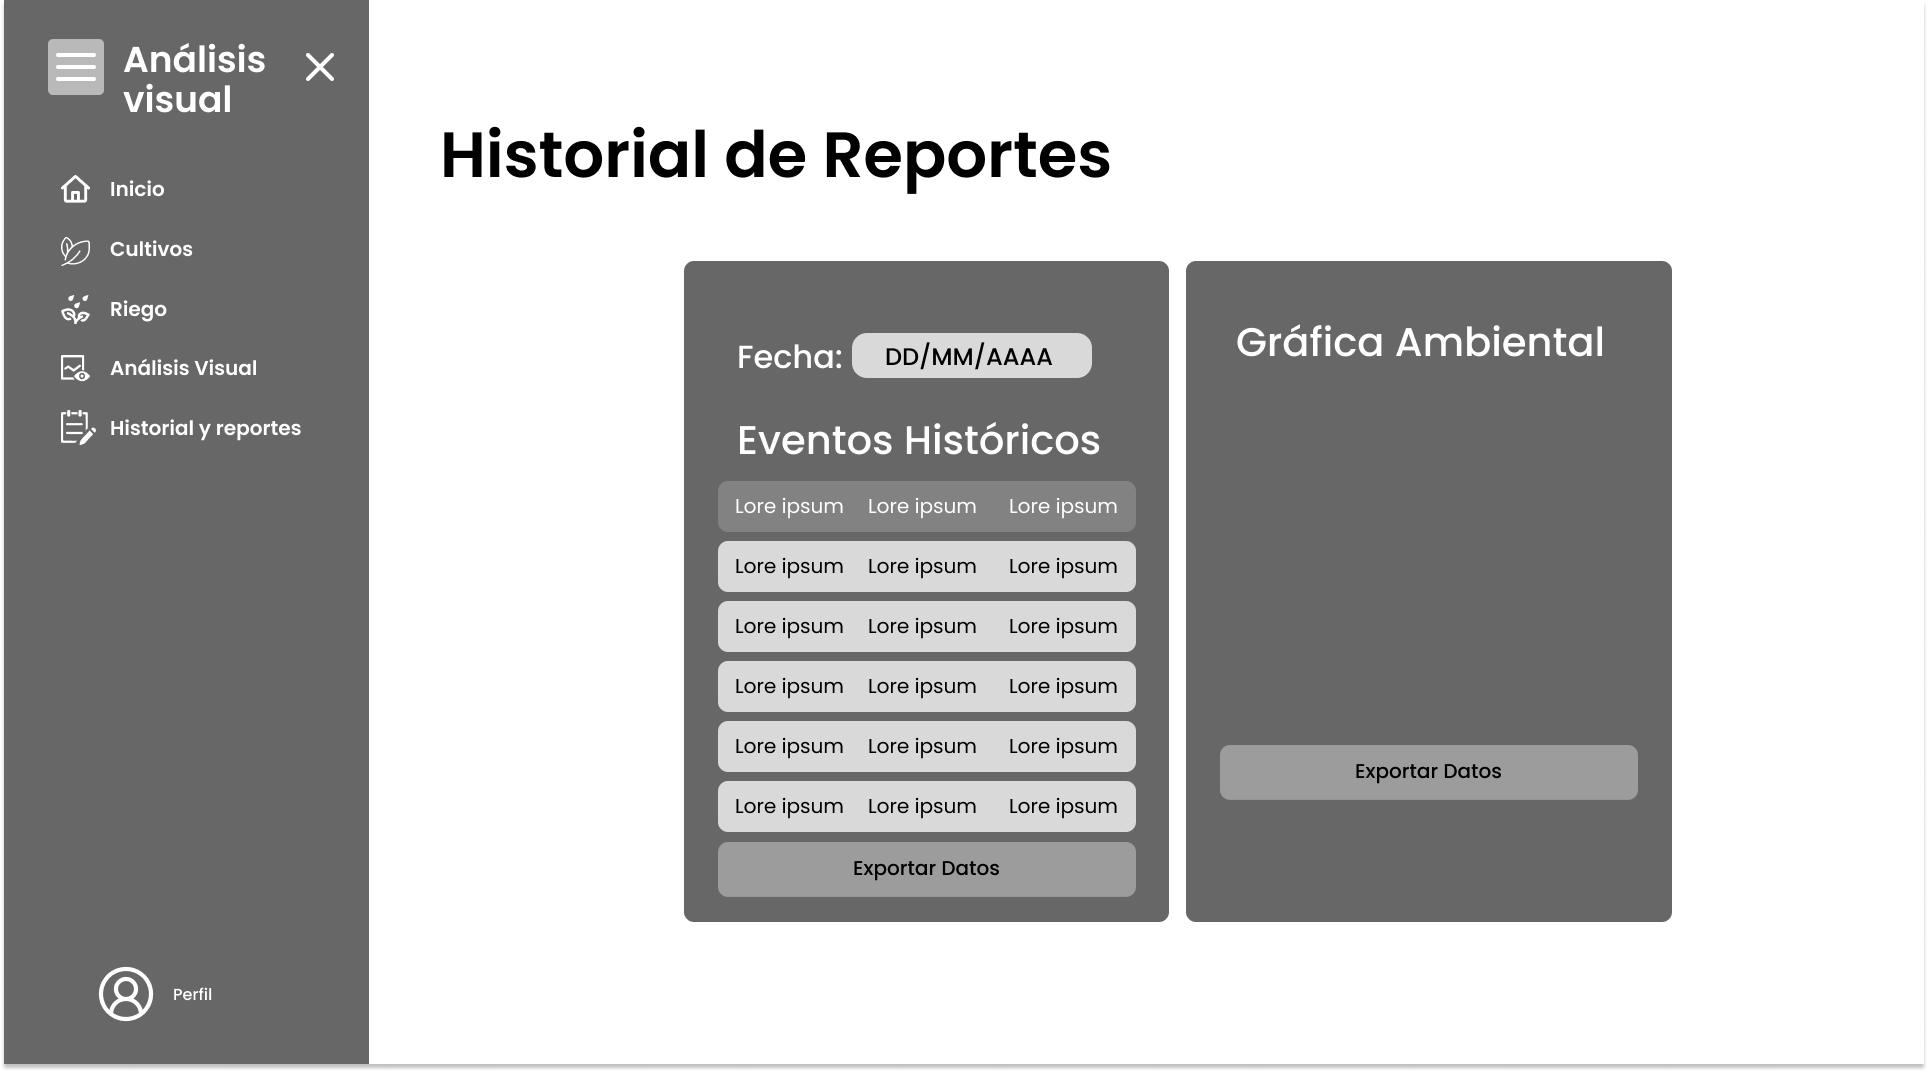 Análisis
visual
Inicio
Cultivos
Riego
Análisis Visual
Historial y reportes
Perfil
Historial de Reportes
Fecha: DD/MM/AAAA
Eventos Históricos
Lore ipsum Lore ipsum Lore ipsum
Lore ipsum Lore ipsum Lore ipsum
Lore ipsum Lore ipsum Lore ipsum
Lore ipsum Lore ipsum Lore ipsum
Lore ipsum Lore ipsum Lore ipsum
Lore ipsum Lore ipsum Lore ipsum
Exportar Datos
Gráfica Ambiental
Exportar Datos